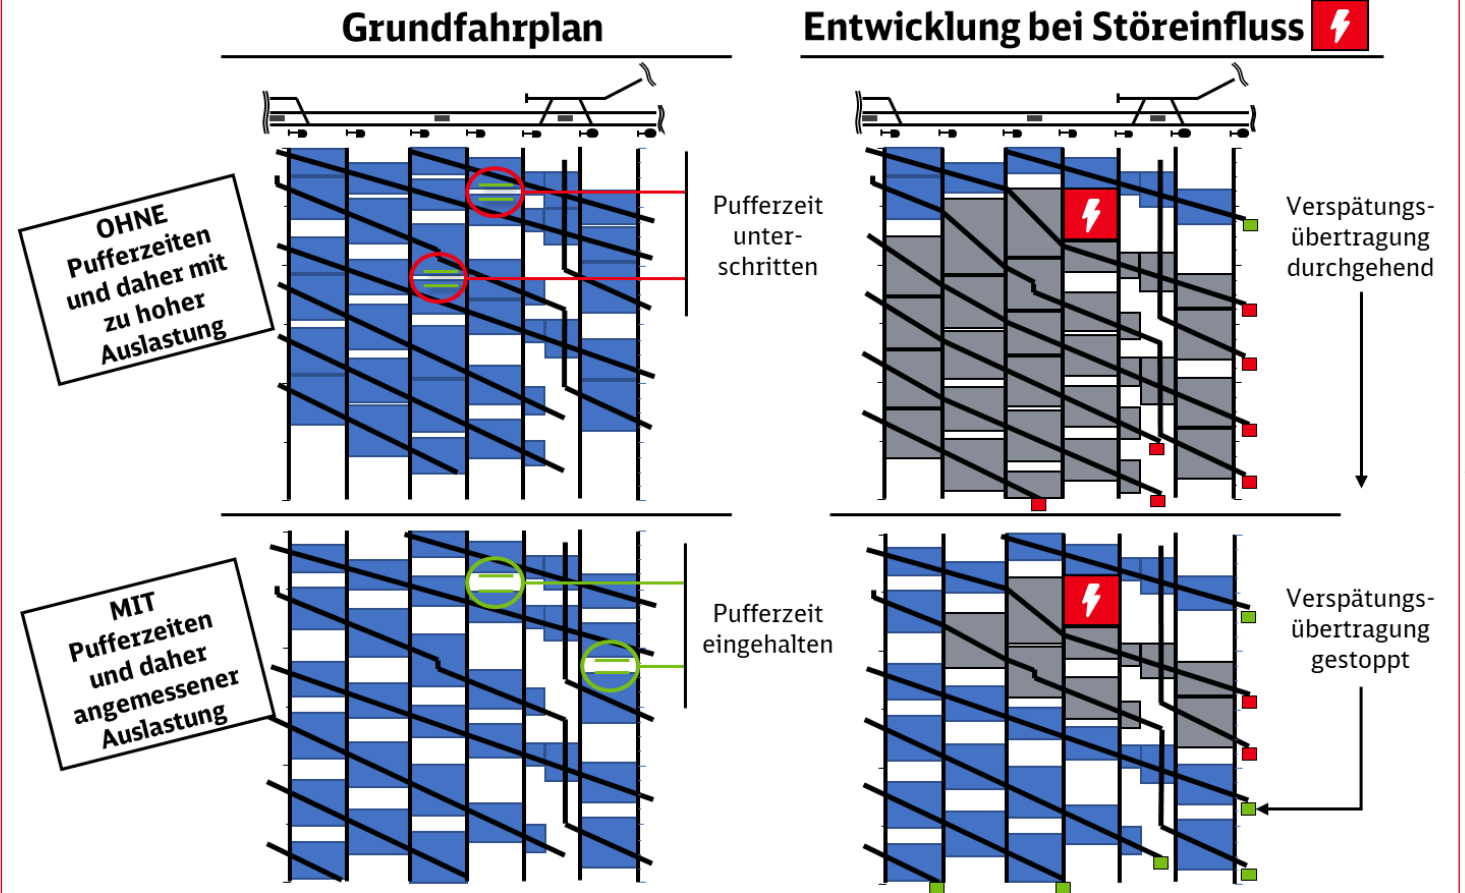 Grundfahrplan
Entwicklung bei Störeinfluss
OHNE
Pufferzeiten
und daher mit
zu hoher
Auslastung
Pufferzeit
unter-
schritten
Verspätungs-
übertragung
durchgehend
MIT
Pufferzeiten
und daher
angemessener
Auslastung
Pufferzeit
eingehalten
Verspätungs-
übertragung
gestoppt